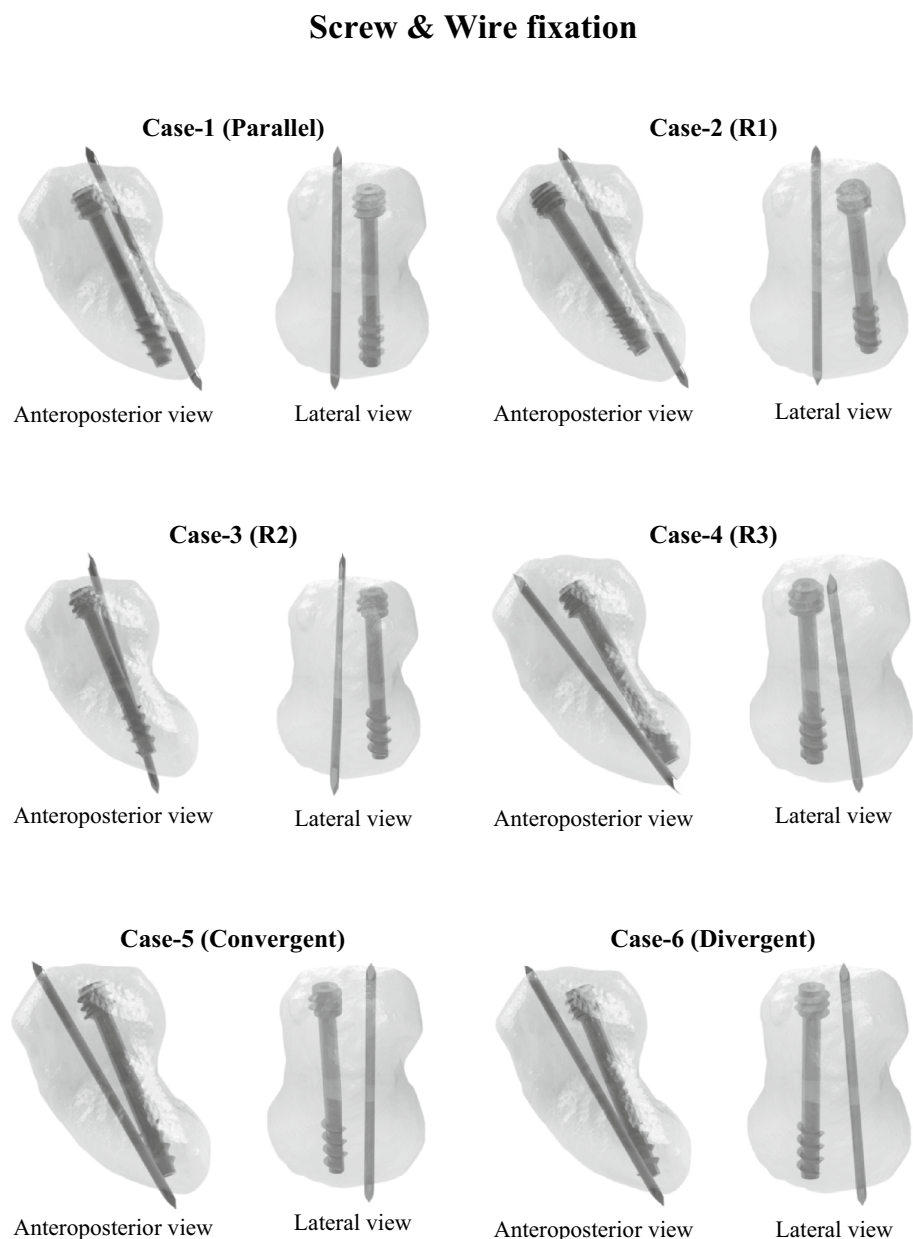 Screw & Wire fixation
Case-1 (Parallel)
Case-2 (R1)
Anteroposterior view
Lateral view
Anteroposterior view
Lateral view
Case-3 (R2)
Case-4 (R3)
Anteroposterior view
Lateral view
Anteroposterior view
Lateral view
Case-5 (Convergent)
Case-6 (Divergent)
Anteroposterior view
Lateral view
Anteroposterior view
Lateral view